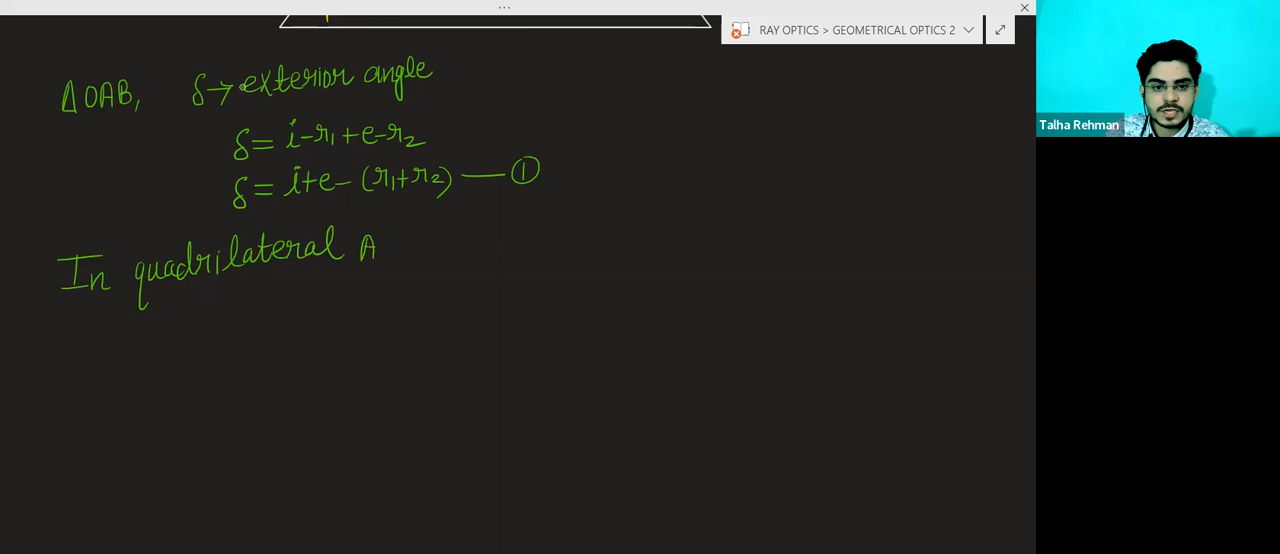 RAY OPTICS > GEOMETRICAL OPTICS 2
Talha Rehman
ΔOAB, δ→exterior angle
δ = i-r₁+e-r₂
δ = i+e-(r₁+r₂) — ①
In quadrilateral A